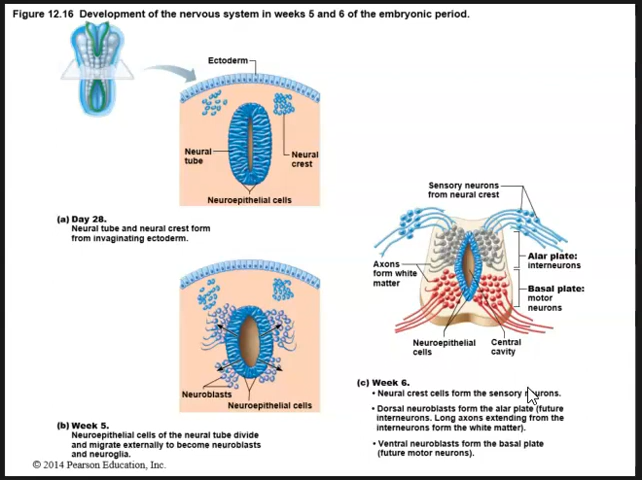 Figure 12.16 Development of the nervous system in weeks 5 and 6 of the embryonic period.
Ectoderm
Neural
tube
Neural
crest
Neuroepithelial cells
(a) Day 28.
Neural tube and neural crest form
from invaginating ectoderm.
Neuroblasts
Neuroepithelial cells
(b) Week 5.
Neuroepithelial cells of the neural tube divide
and migrate externally to become neuroblasts
and neuroglia.
Sensory neurons
from neural crest
Axons
form white
matter
Alar plate:
interneurons
Basal plate:
motor
neurons
Neuroepithelial
cells
Central
cavity
(c) Week 6.
• Neural crest cells form the sensory neurons.
• Dorsal neuroblasts form the alar plate (future
interneurons. Long axons extending from the
interneurons form the white matter).
• Ventral neuroblasts form the basal plate
(future motor neurons).
© 2014 Pearson Education, Inc.